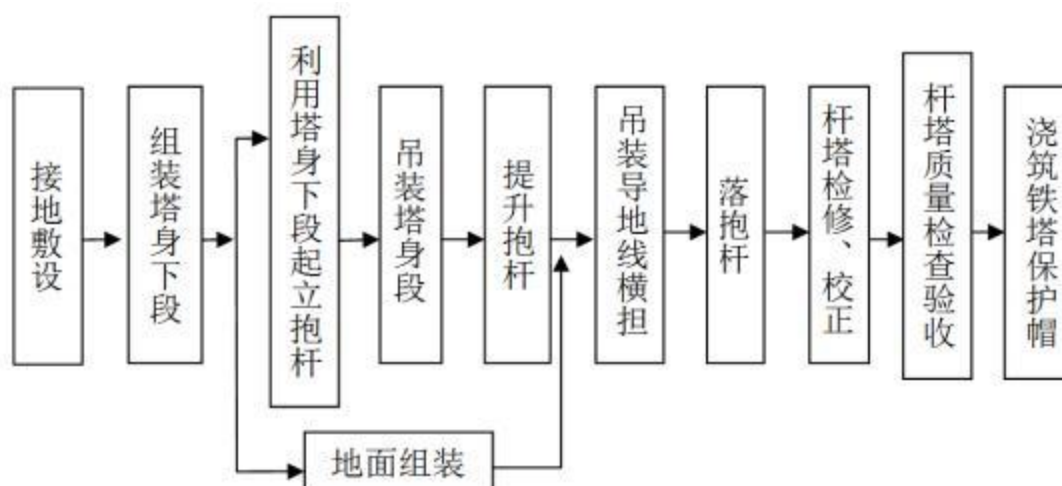 接地敷设
组装塔身下段
利用塔身下段起立抱杆
吊装塔身段
提升抱杆
吊装导地线横担
落抱杆
杆塔检修、校正
杆塔质量检查验收
浇筑铁塔保护帽
地面组装